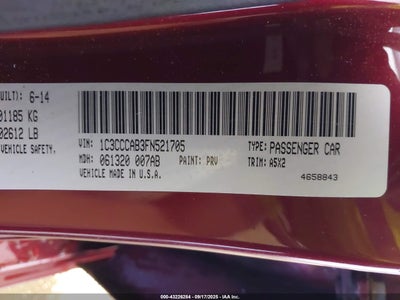 UILT): 6-14
01185 KG
02612 LB
VEHICLE SAFETY.
VIN: 1C3CCCAB3FN521705
TYPE: PASSENGER CAR
MDH: 061320 007AB
PAINT: PRV
TRIM: A5X2
VEHICLE MADE IN U.S.A.
4658843
000-43226284 - 09/17/2025 - IAA Inc.